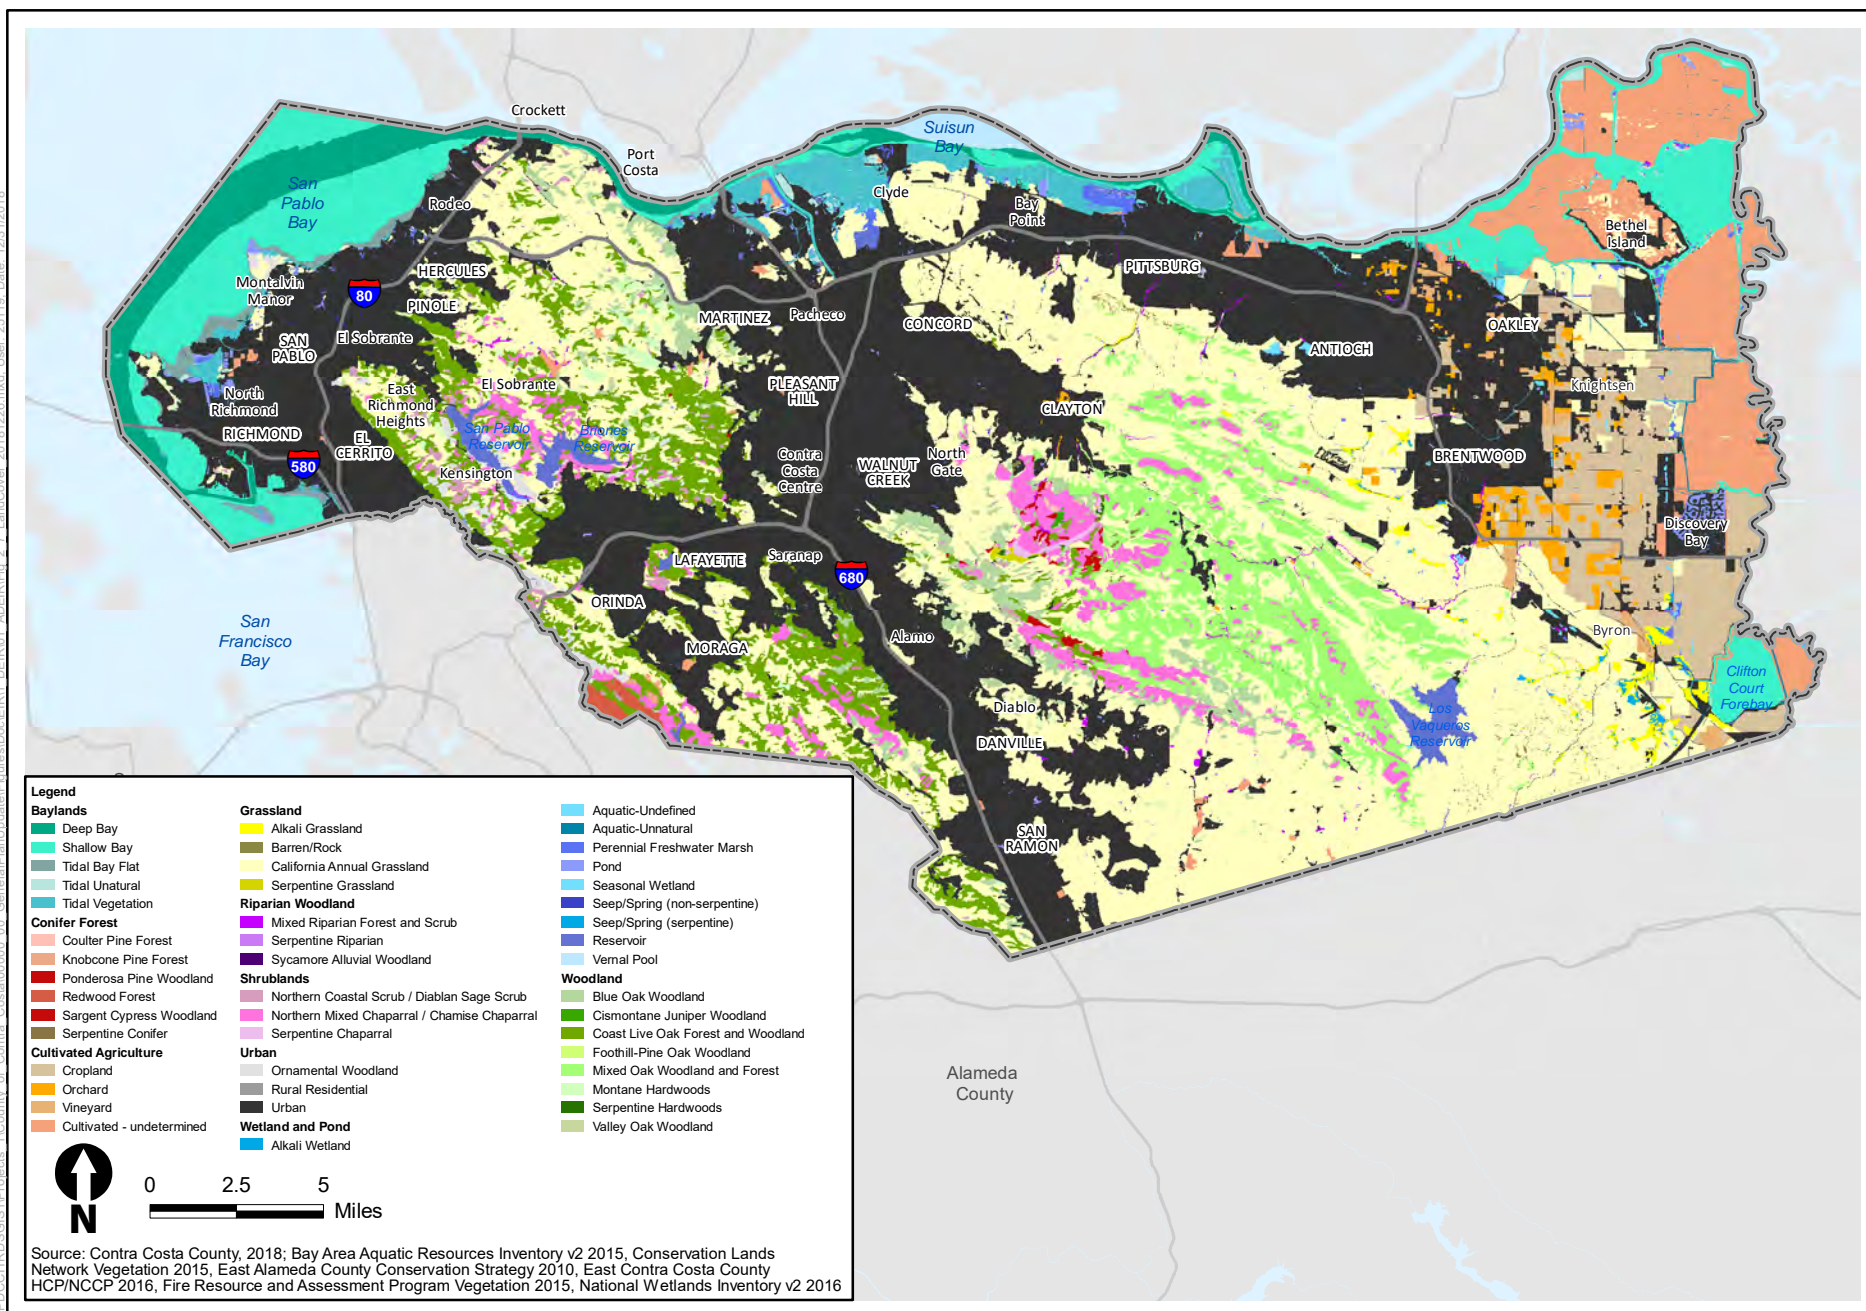 Crockett
Port
Costa
Suisun
Bay
San
Pablo
Bay
Rodeo
Clyde
Bay
Point
Bethel
Island
HERCULES
Montalvin
Manor
80
PINOLE
PITTSBURG
MARTINEZ
Pacheco
CONCORD
OAKLEY
SAN
PABLO
El Sobrante
ANTIOCH
North
Richmond
East
Richmond
Heights
El Sobrante
PLEASANT
HILL
Knightsen
CLAYTON
RICHMOND
EL
CERRITO
San Pablo
Reservoir
Briones
Reservoir
580
Kensington
Contra
Costa
Centre
WALNUT
CREEK
North
Gate
BRENTWOOD
Discovery
Bay
LAFAYETTE
Saranap
680
ORINDA
San
Francisco
Bay
MORAGA
Alamo
Byron
Clifton
Court
Forebay
Diablo
DANVILLE
Los
Vaqueros
Reservoir
SAN
RAMON
Alameda
County
Legend
Baylands
Deep Bay
Shallow Bay
Tidal Bay Flat
Tidal Unatural
Tidal Vegetation
Conifer Forest
Coulter Pine Forest
Knobcone Pine Forest
Ponderosa Pine Woodland
Redwood Forest
Sargent Cypress Woodland
Serpentine Conifer
Cultivated Agriculture
Cropland
Orchard
Vineyard
Cultivated - undetermined
Grassland
Alkali Grassland
Barren/Rock
California Annual Grassland
Serpentine Grassland
Riparian Woodland
Mixed Riparian Forest and Scrub
Serpentine Riparian
Sycamore Alluvial Woodland
Shrublands
Northern Coastal Scrub / Diablan Sage Scrub
Northern Mixed Chaparral / Chamise Chaparral
Serpentine Chaparral
Urban
Ornamental Woodland
Rural Residential
Urban
Wetland and Pond
Alkali Wetland
Aquatic-Undefined
Aquatic-Unnatural
Perennial Freshwater Marsh
Pond
Seasonal Wetland
Seep/Spring (non-serpentine)
Seep/Spring (serpentine)
Reservoir
Vernal Pool
Woodland
Blue Oak Woodland
Cismontane Juniper Woodland
Coast Live Oak Forest and Woodland
Foothill-Pine Oak Woodland
Mixed Oak Woodland and Forest
Montane Hardwoods
Serpentine Hardwoods
Valley Oak Woodland
N
0 2.5 5
Miles
Source: Contra Costa County, 2018; Bay Area Aquatic Resources Inventory v2 2015, Conservation Lands
Network Vegetation 2015, East Alameda County Conservation Strategy 2010, East Contra Costa County
HCP/NCCP 2016, Fire Resource and Assessment Program Vegetation 2015, National Wetlands Inventory v2 2016